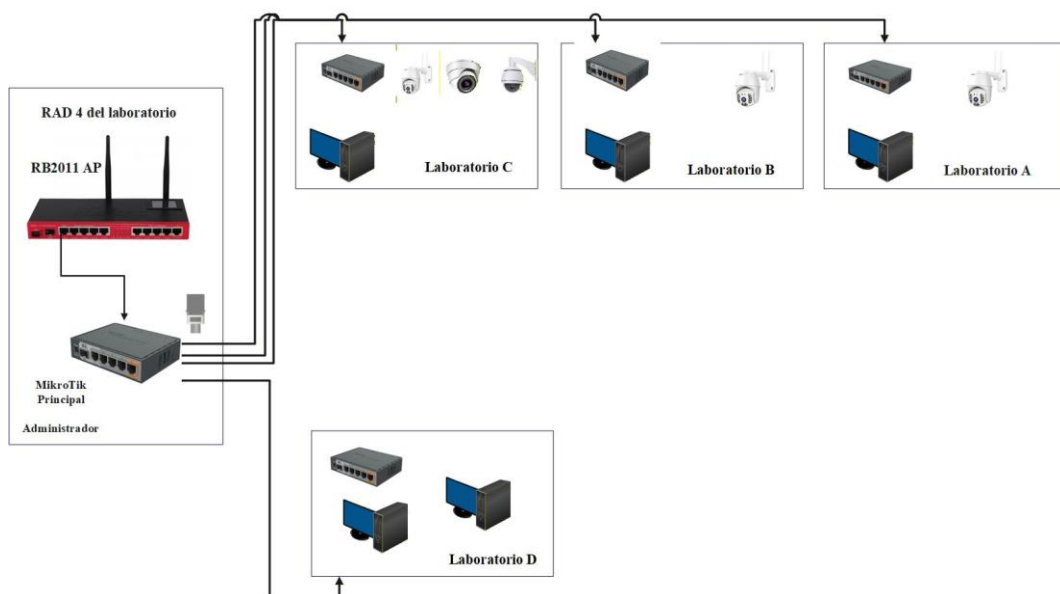 RAD 4 del laboratorio
RB2011 AP
MikroTik
Principal
Administrador
Laboratorio C
Laboratorio B
Laboratorio A
Laboratorio D